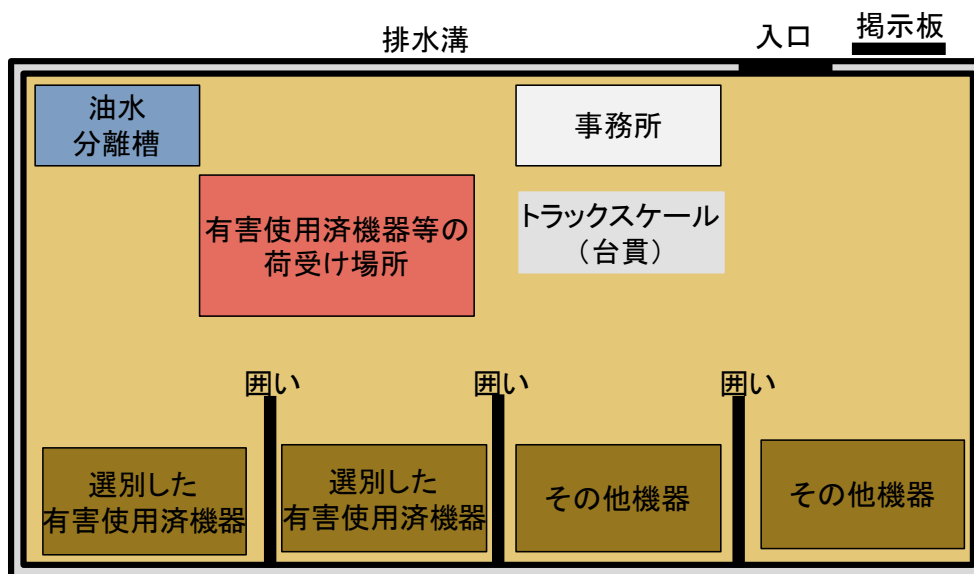 排水溝
入口
掲示板
油水
分離槽
事務所
有害使用済機器等の
荷受け場所
トラックスケール
（台貫）
囲い
囲い
囲い
選別した
有害使用済機器
選別した
有害使用済機器
その他機器
その他機器